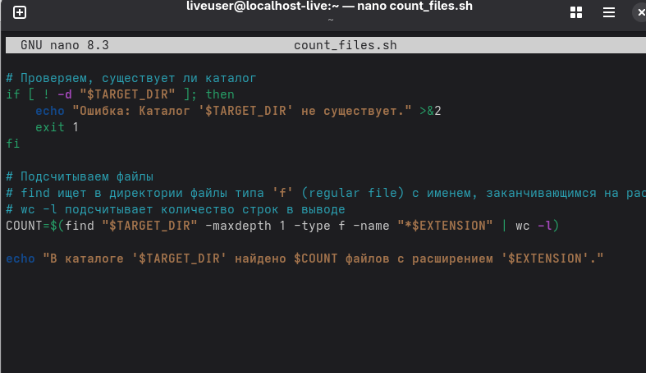 liveuser@localhost-live:~ — nano count_files.sh
~
GNU nano 8.3 count_files.sh
# Проверяем, существует ли каталог
if [ ! -d "$TARGET_DIR" ]; then
echo "Ошибка: Каталог '$TARGET_DIR' не существует." >&2
exit 1
fi
# Подсчитываем файлы
# find ищет в директории файлы типа 'f' (regular file) с именем, заканчивающимся на рас
# wc -l подсчитывает количество строк в выводе
COUNT=$(find "$TARGET_DIR" -maxdepth 1 -type f -name "*$EXTENSION" | wc -l)
echo "В каталоге '$TARGET_DIR' найдено $COUNT файлов с расширением '$EXTENSION'."